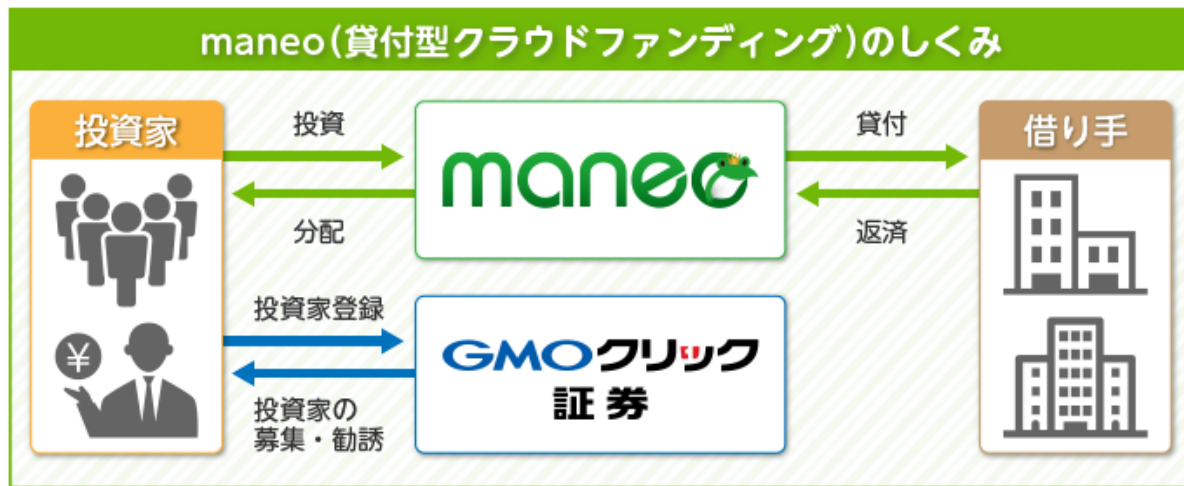 maneo(貸付型クラウドファンディング)のしくみ
投資家
投資
分配
maneo
貸付
返済
借り手
¥
投資家登録
投資家の
募集・勧誘
GMOクリック
証券